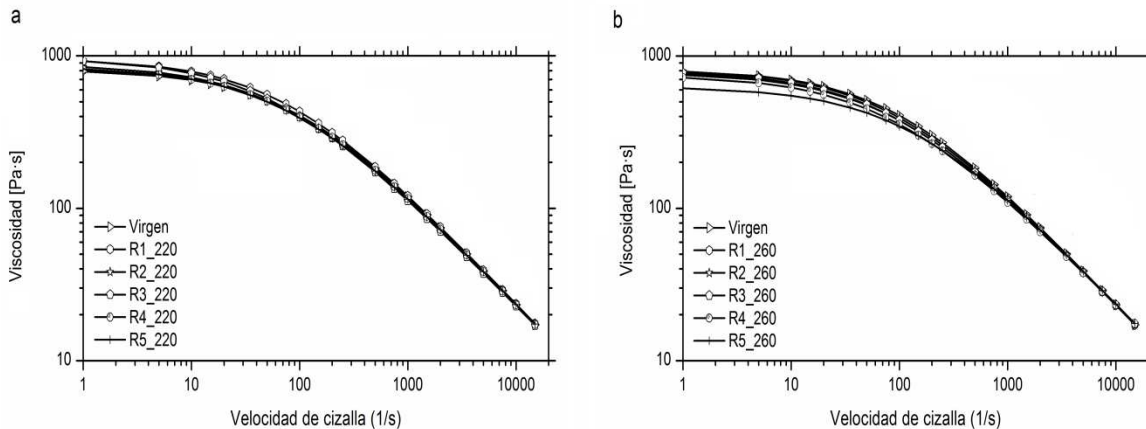 a
1000
100
10
Viscosidad [Pa·s]
Virgen
R1_220
R2_220
R3_220
R4_220
R5_220
1 10 100 1000 10000
Velocidad de cizalla (1/s)
b
1000
100
10
Viscosidad [Pa·s]
Virgen
R1_260
R2_260
R3_260
R4_260
R5_260
1 10 100 1000 10000
Velocidad de cizalla (1/s)